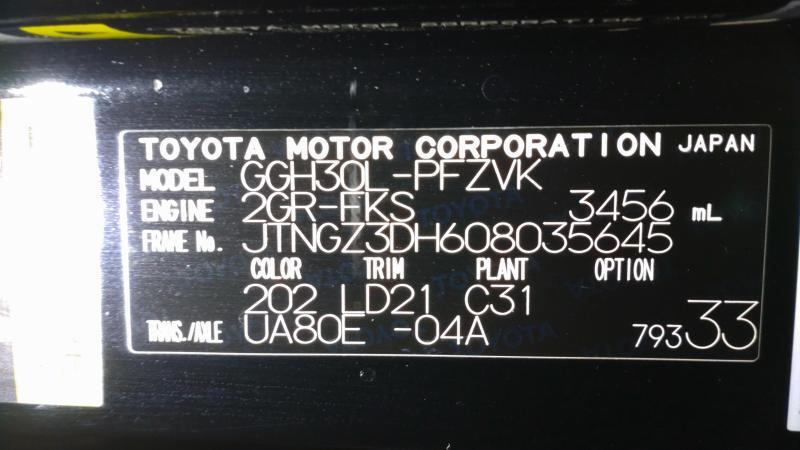 TOYOTA MOTOR CORPORATION JAPAN
MODEL GGH30L-PFZVK
ENGINE 2GR-FKS 3456 mL
FRAME No. JTNGZ3DH608035645
COLOR TRIM PLANT OPTION
202 LD21 C31
TRANS./AXLE UA80E -04A 793 33